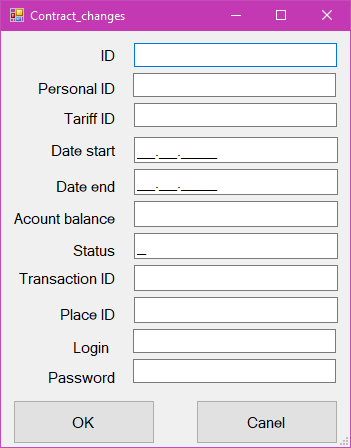 Contract_changes
ID
Personal ID
Tariff ID
Date start __.__.____
Date end __.__.____
Acount balance
Status _
Transaction ID
Place ID
Login
Password
OK Canel